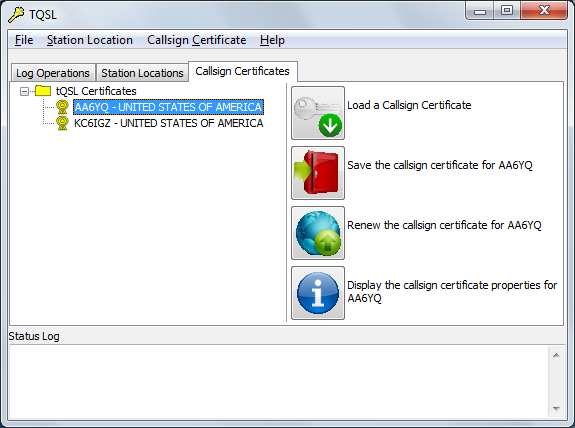 TQSL
File Station Location Callsign Certificate Help
Log Operations Station Locations Callsign Certificates
tQSL Certificates
AA6YQ - UNITED STATES OF AMERICA
KC6IGZ - UNITED STATES OF AMERICA
Load a Callsign Certificate
Save the callsign certificate for AA6YQ
Renew the callsign certificate for AA6YQ
Display the callsign certificate properties for
AA6YQ
Status Log